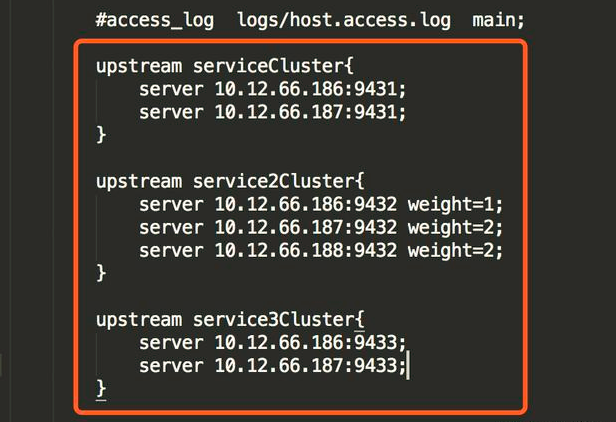 #access_log  logs/host.access.log  main;
upstream serviceCluster{
server 10.12.66.186:9431;
server 10.12.66.187:9431;
}
upstream service2Cluster{
server 10.12.66.186:9432 weight=1;
server 10.12.66.187:9432 weight=2;
server 10.12.66.188:9432 weight=2;
}
upstream service3Cluster{
server 10.12.66.186:9433;
server 10.12.66.187:9433;
}